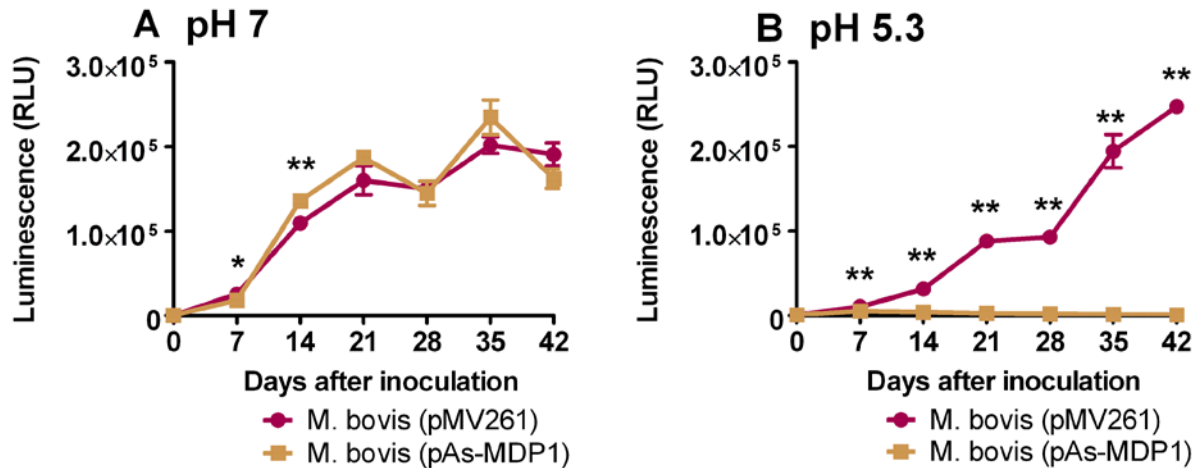 A pH 7
Luminescence (RLU)
3.0×10⁵
2.0×10⁵
1.0×10⁵
0
* **
0 7 14 21 28 35 42
Days after inoculation
M. bovis (pMV261)
M. bovis (pAs-MDP1)
B pH 5.3
Luminescence (RLU)
3.0×10⁵
2.0×10⁵
1.0×10⁵
0
** ** ** ** ** **
0 7 14 21 28 35 42
Days after inoculation
M. bovis (pMV261)
M. bovis (pAs-MDP1)